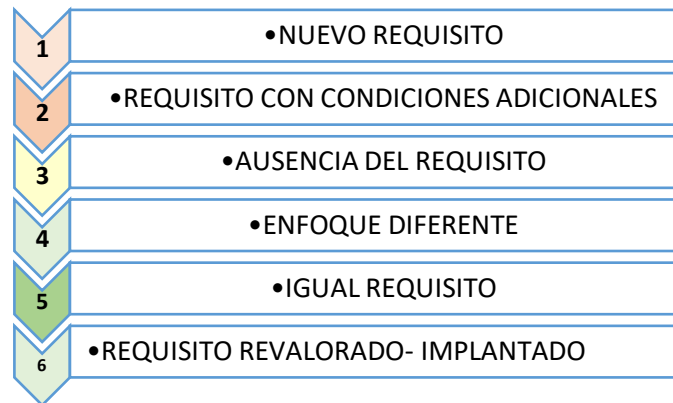 1
•NUEVO REQUISITO
2
•REQUISITO CON CONDICIONES ADICIONALES
3
•AUSENCIA DEL REQUISITO
4
•ENFOQUE DIFERENTE
5
•IGUAL REQUISITO
6
•REQUISITO REVALORADO- IMPLANTADO